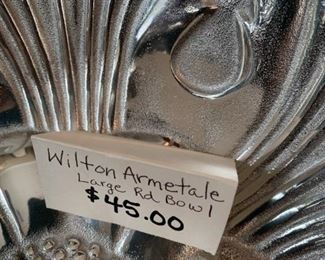 Wilton Armetale
Large Rd Bowl
$45.00